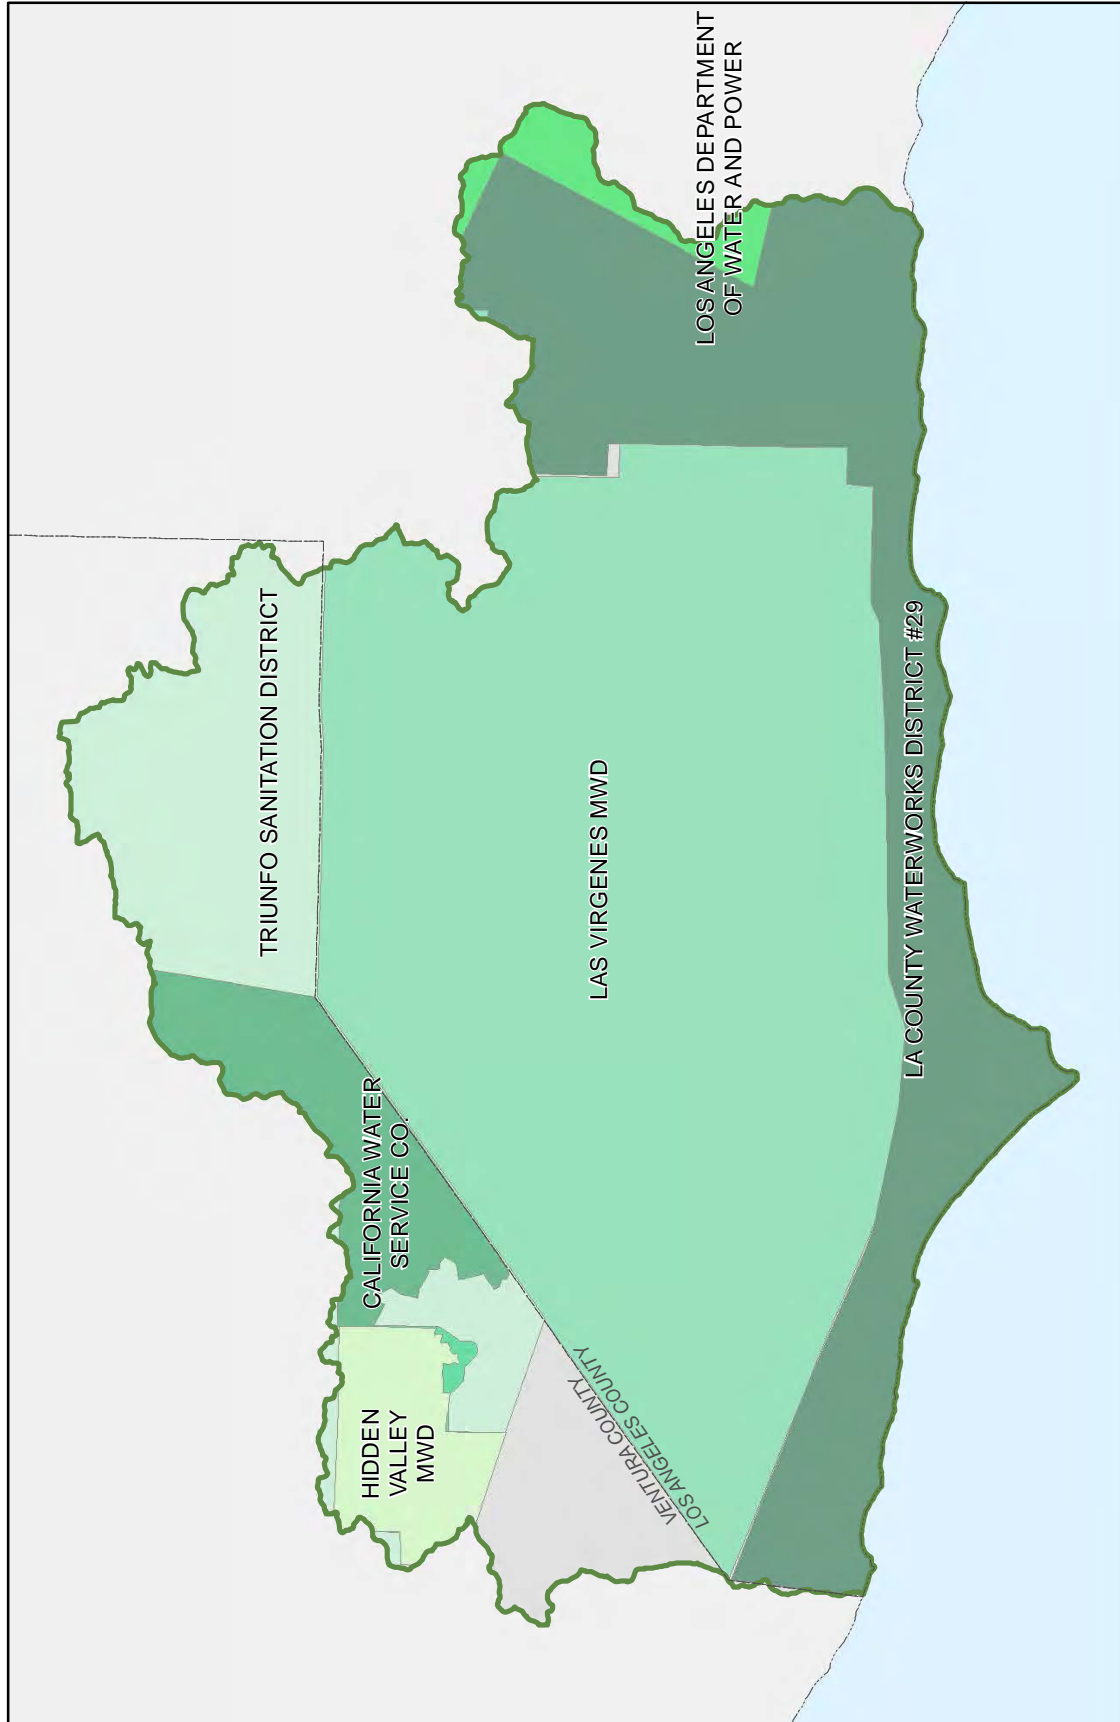 TRIUNFO SANITATION DISTRICT
CALIFORNIA WATER
SERVICE CO.
HIDDEN
VALLEY
MWD
VENTURA COUNTY
LOS ANGELES COUNTY
LAS VIRGENES MWD
LOS ANGELES DEPARTMENT
OF WATER AND POWER
LA COUNTY WATERWORKS DISTRICT #29